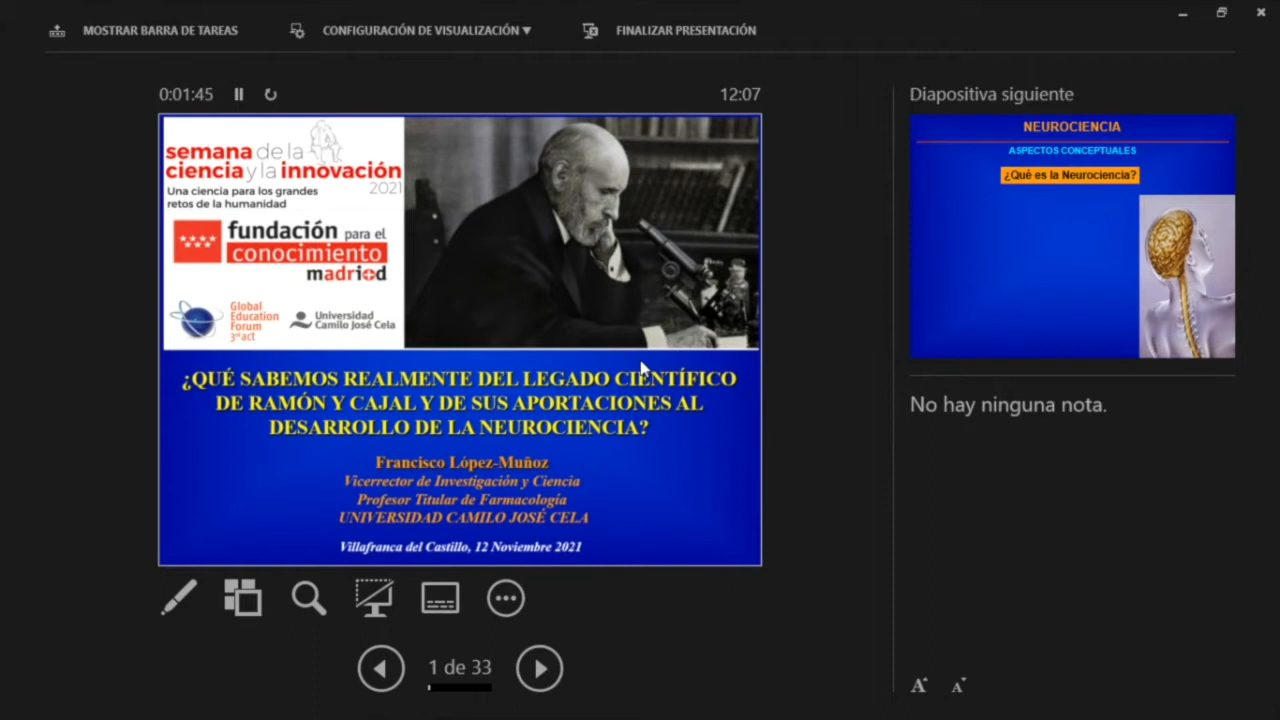 MOSTRAR BARRA DE TAREAS
CONFIGURACIÓN DE VISUALIZACIÓN ▼
FINALIZAR PRESENTACIÓN
0:01:45
12:07
semana de la
ciencia y la innovación
2021
Una ciencia para los grandes
retos de la humanidad
fundación para el
conocimiento
madrid
Global
Education
Forum
3rd act
Universidad
Camilo José Cela
¿QUÉ SABEMOS REALMENTE DEL LEGADO CIENTÍFICO
DE RAMÓN Y CAJAL Y DE SUS APORTACIONES AL
DESARROLLO DE LA NEUROCIENCIA?
Francisco López-Muñoz
Vicerrector de Investigación y Ciencia
Profesor Titular de Farmacología
UNIVERSIDAD CAMILO JOSÉ CELA
Villafranca del Castillo, 12 Noviembre 2021
1 de 33
Diapositiva siguiente
NEUROCIENCIA
ASPECTOS CONCEPTUALES
¿Qué es la Neurociencia?
No hay ninguna nota.
A A